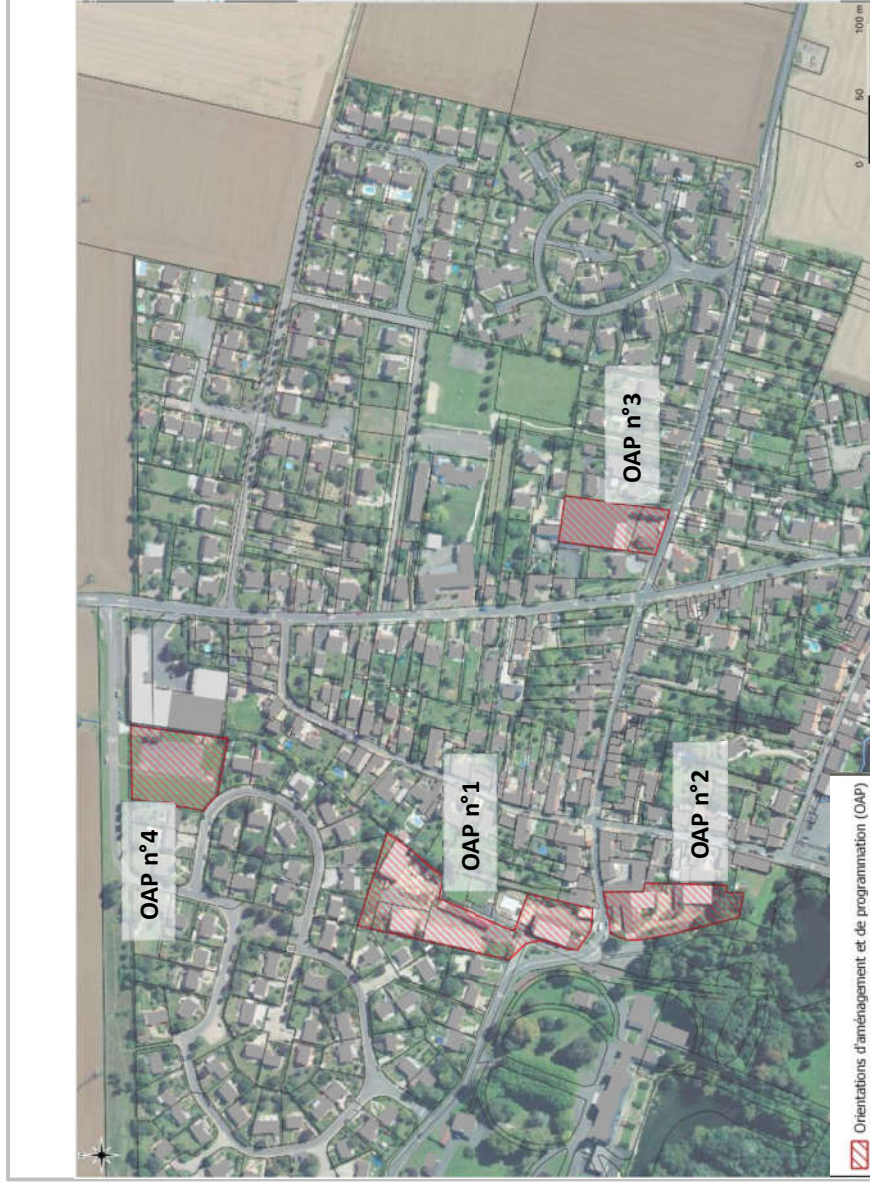 OAP n°4
OAP n°1
OAP n°2
OAP n°3
0 50 100 m
Orientations d'aménagement et de programmation (OAP)